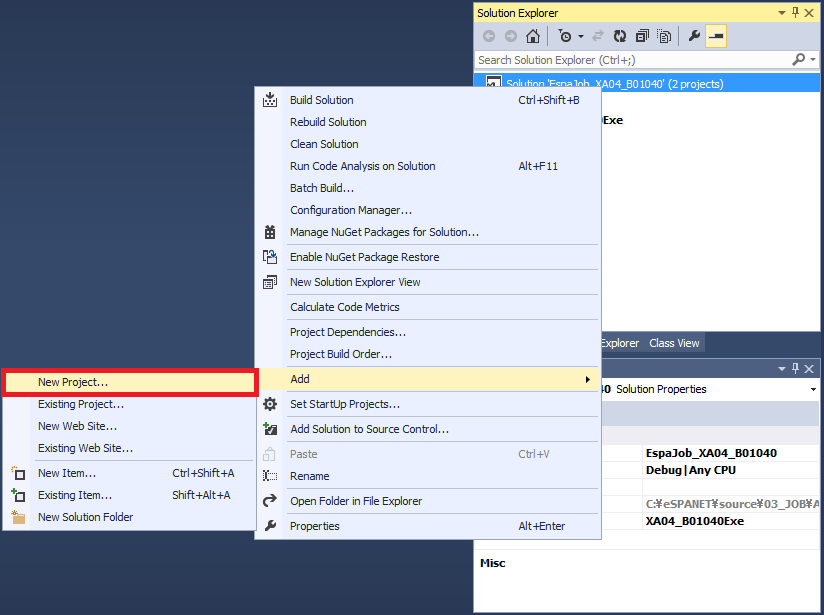 Solution Explorer
Search Solution Explorer (Ctrl+;)
Solution 'EspaJob_XA04_B01040' (2 projects)
Exe
Build Solution Ctrl+Shift+B
Rebuild Solution
Clean Solution
Run Code Analysis on Solution Alt+F11
Batch Build...
Configuration Manager...
Manage NuGet Packages for Solution...
Enable NuGet Package Restore
New Solution Explorer View
Calculate Code Metrics
Project Dependencies...
Project Build Order...
Add
Set StartUp Projects...
Add Solution to Source Control...
Paste Ctrl+V
Rename
Open Folder in File Explorer
Properties Alt+Enter
New Project...
Existing Project...
New Web Site...
Existing Web Site...
New Item... Ctrl+Shift+A
Existing Item... Shift+Alt+A
New Solution Folder
Explorer Class View
40 Solution Properties
EspaJob_XA04_B01040
Debug|Any CPU
C:¥eSPANET¥source¥03_JOB¥A
XA04_B01040Exe
Misc